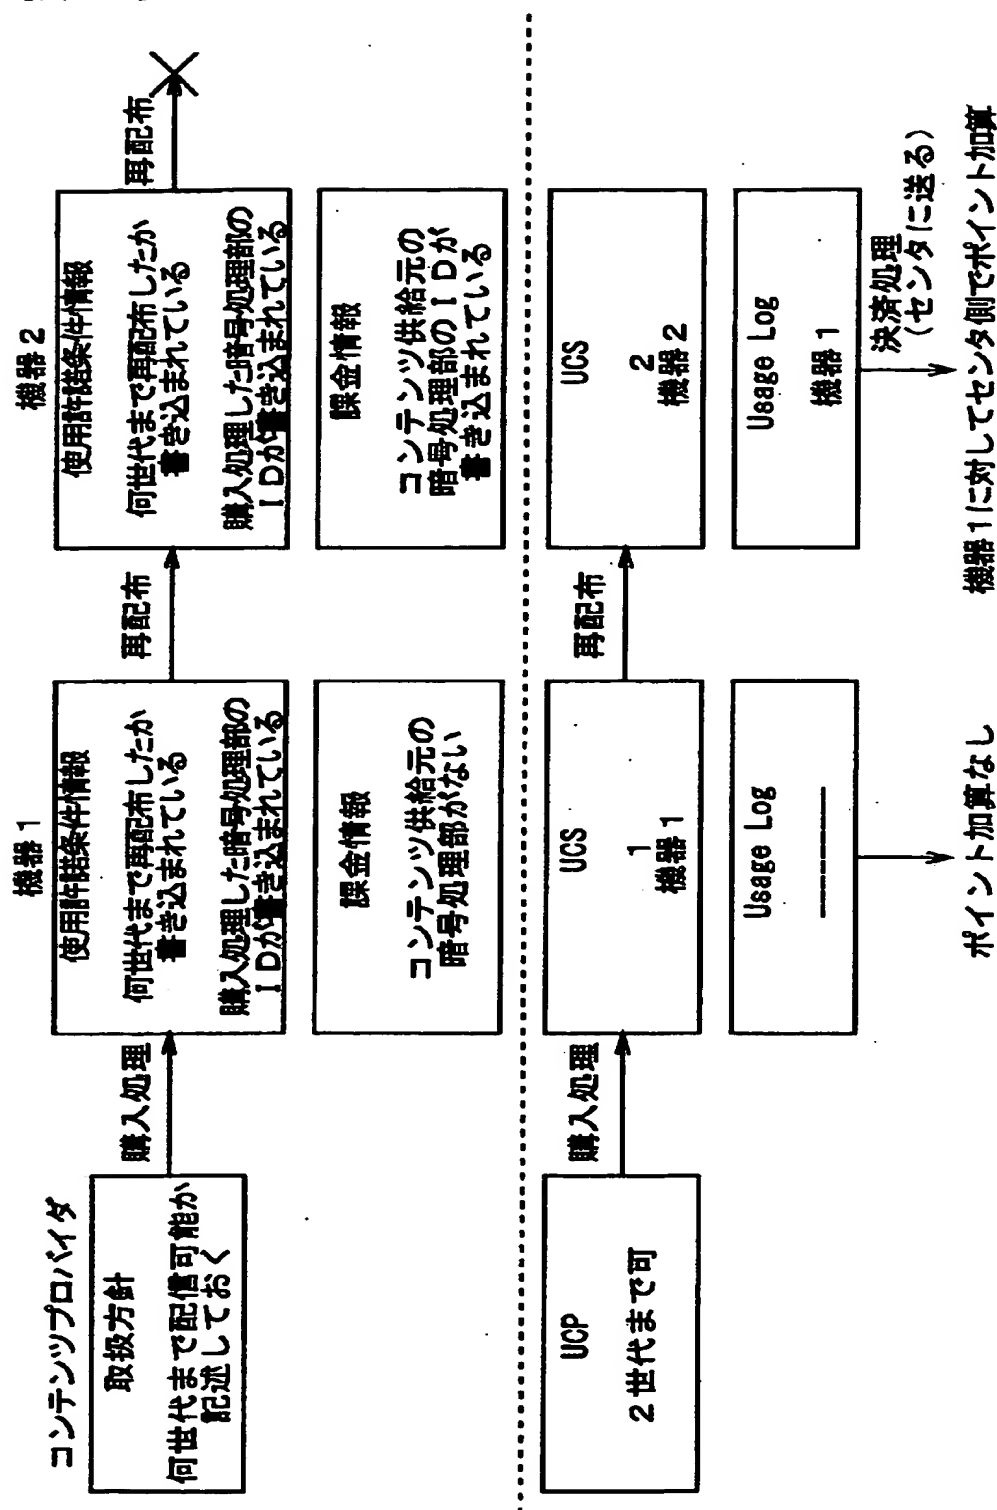 コンテンツプロバイダ
取扱方針
何世代まで配信可能か
記述しておく
購入処理
機器1
使用許諾条件情報
何世代まで再配布したか
書き込まれている
購入処理した暗号処理部の
IDが書き込まれている
課金情報
コンテンツ供給元の
暗号処理部がない
再配布
機器2
使用許諾条件情報
何世代まで再配布したか
書き込まれている
購入処理した暗号処理部の
IDが書き込まれている
課金情報
コンテンツ供給元の
暗号処理部のIDが
書き込まれている
再配布
UCP
2世代まで可
購入処理
UCS
1
機器1
Usage Log
ポイント加算なし
再配布
UCS
2
機器2
Usage Log
機器1
決済処理
(センタに送る)
機器1に対してセンタ側でポイント加算